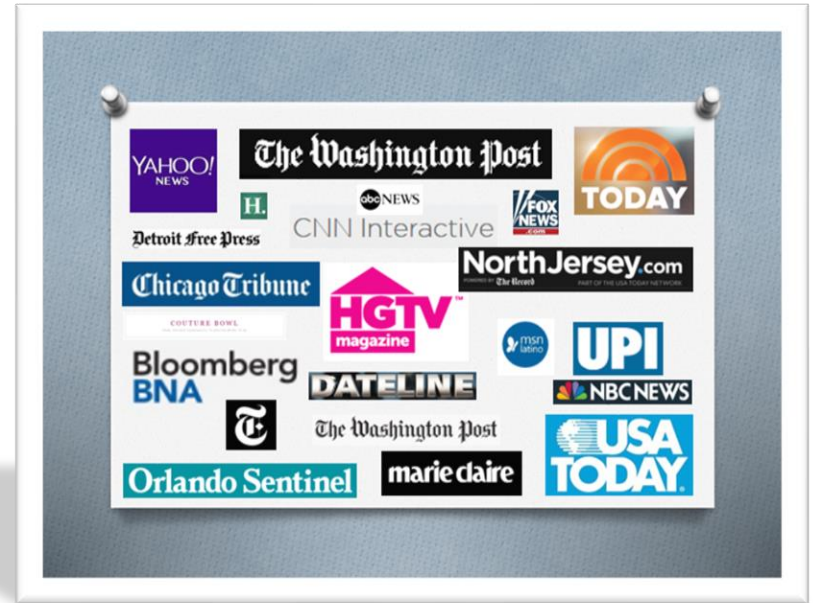 YAHOO!
NEWS
The Washington Post
TODAY
H.
abc NEWS
FOX
NEWS
.com
CNN Interactive
Detroit Free Press
NorthJersey.com
POWERED BY The Record PART OF THE USA TODAY NETWORK
Chicago Tribune
HGTV™
magazine
COUTURE BOWL
msn
latino
UPI
Bloomberg
BNA
DATELINE
NBC NEWS
T
The Washington Post
USA
TODAY®
Orlando Sentinel
marie claire